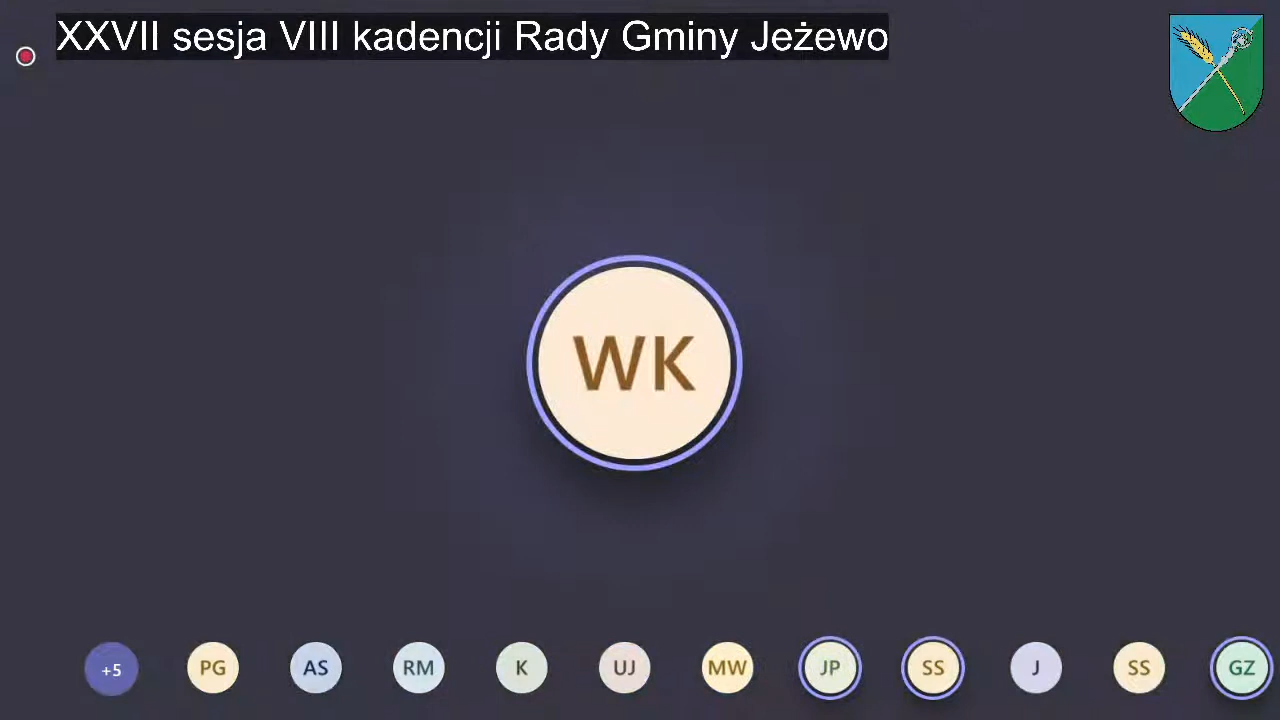 XXVII sesja VIII kadencji Rady Gminy Jeżewo
WK
+5 PG AS RM K UJ MW JP SS J SS GZ